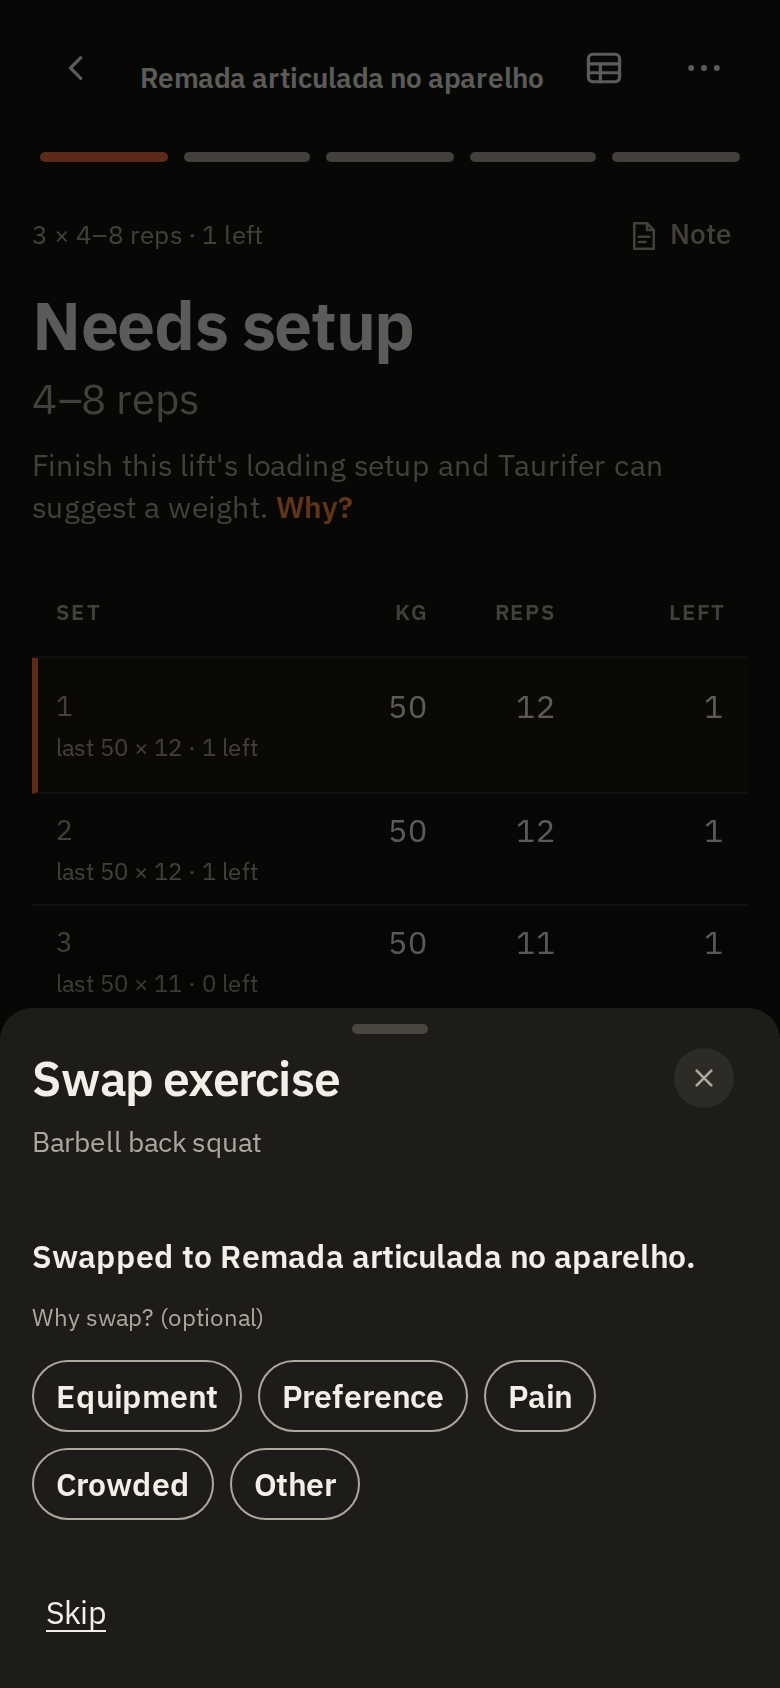 Remada articulada no aparelho
3 × 4–8 reps · 1 left
Note
Needs setup
4–8 reps
Finish this lift's loading setup and Taurifer can
suggest a weight. Why?
SET KG REPS LEFT
1 50 12 1
last 50 × 12 · 1 left
2 50 12 1
last 50 × 12 · 1 left
3 50 11 1
last 50 × 11 · 0 left
Swap exercise
Barbell back squat
Swapped to Remada articulada no aparelho.
Why swap? (optional)
Equipment Preference Pain
Crowded Other
Skip